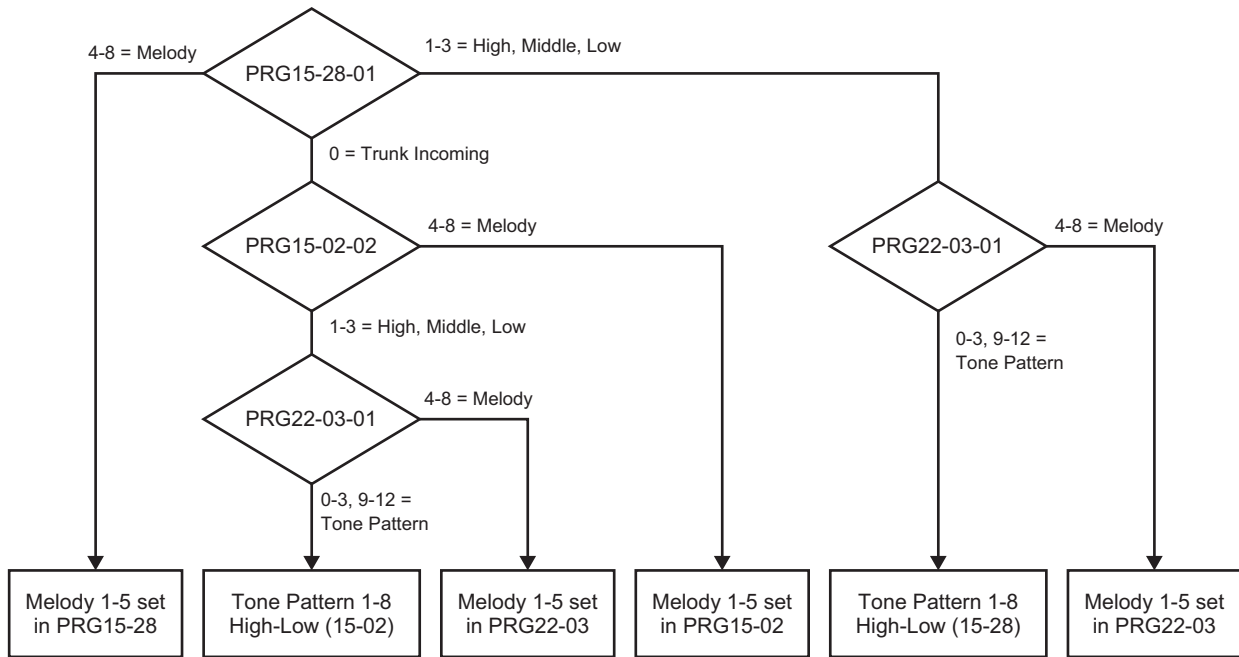 4-8 = Melody
1-3 = High, Middle, Low
PRG15-28-01
0 = Trunk Incoming
PRG15-02-02
4-8 = Melody
PRG22-03-01
4-8 = Melody
1-3 = High, Middle, Low
0-3, 9-12 =
Tone Pattern
PRG22-03-01
4-8 = Melody
0-3, 9-12 =
Tone Pattern
Melody 1-5 set
in PRG15-28
Tone Pattern 1-8
High-Low (15-02)
Melody 1-5 set
in PRG22-03
Melody 1-5 set
in PRG15-02
Tone Pattern 1-8
High-Low (15-28)
Melody 1-5 set
in PRG22-03